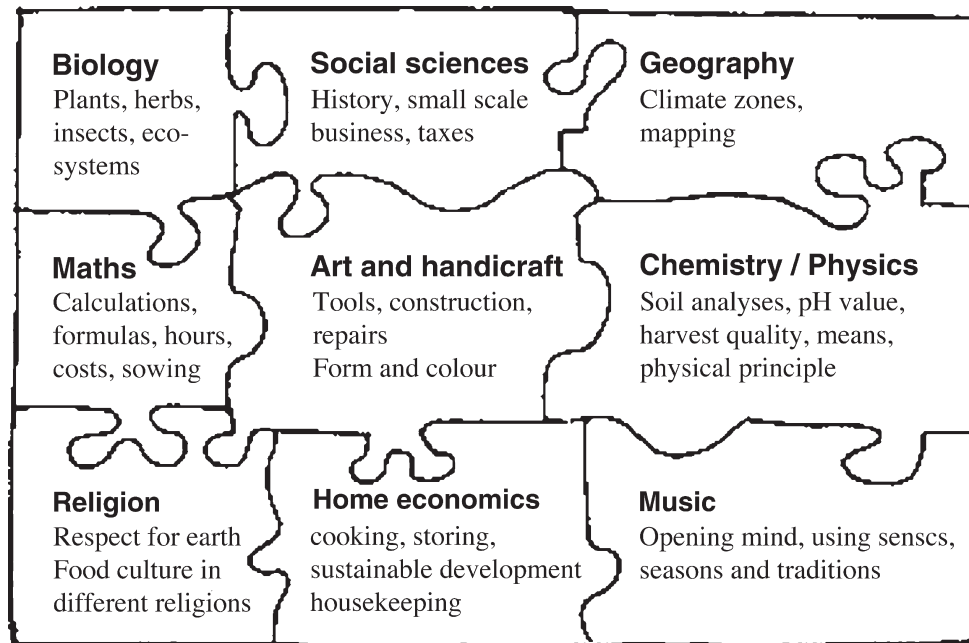 Biology
Plants, herbs,
insects, eco-
systems
Social sciences
History, small scale
business, taxes
Geography
Climate zones,
mapping
Maths
Calculations,
formulas, hours,
costs, sowing
Art and handicraft
Tools, construction,
repairs
Form and colour
Chemistry / Physics
Soil analyses, pH value,
harvest quality, means,
physical principle
Religion
Respect for earth
Food culture in
different religions
Home economics
cooking, storing,
sustainable development
housekeeping
Music
Opening mind, using senscs,
seasons and traditions